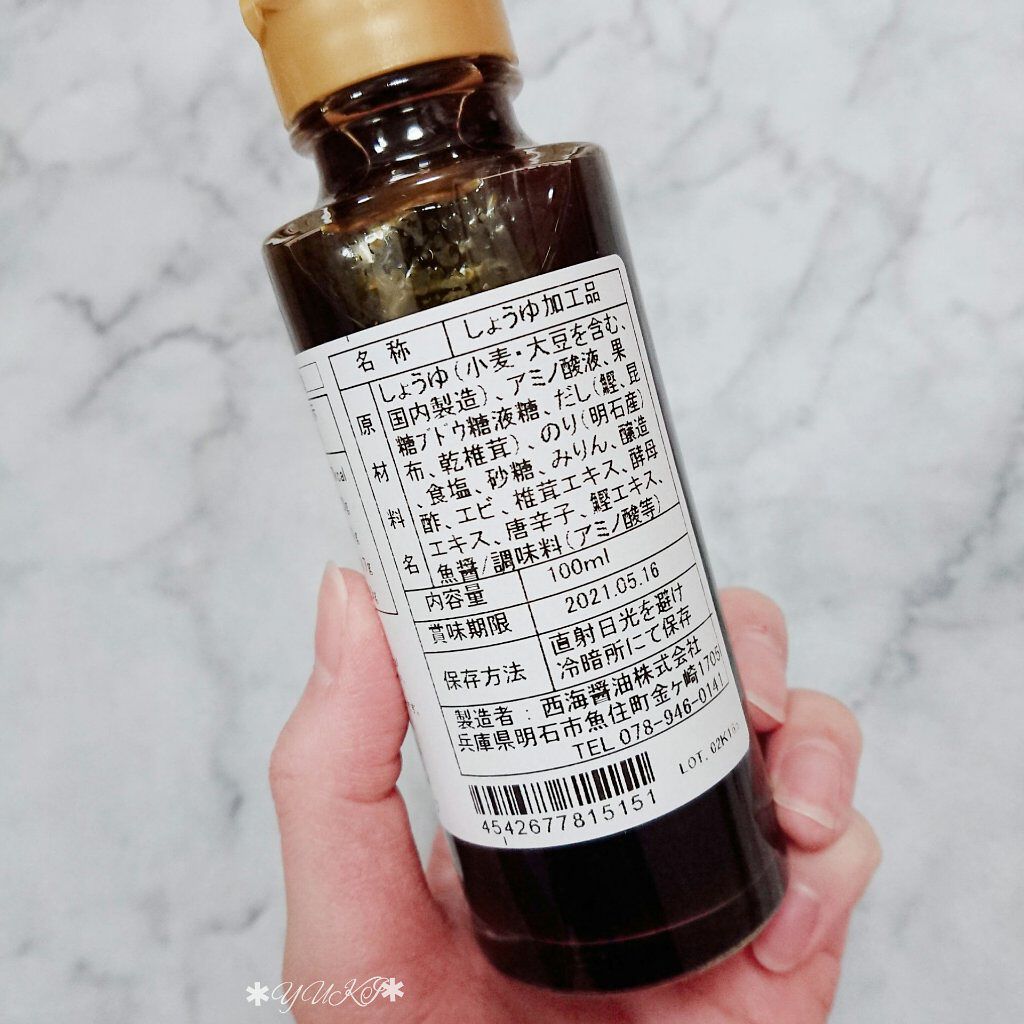 名称
しょうゆ加工品
原材料名
しょうゆ(小麦・大豆を含む、
国内製造)、アミノ酸液、果
糖ブドウ糖液糖、だし(鰹、昆
布、乾椎茸)、のり(明石産)
、食塩、砂糖、みりん、醸造
酢、エビ、椎茸エキス、酵母
エキス、唐辛子、鰹エキス、
魚醤/調味料(アミノ酸等)
内容量
100ml
賞味期限
2021.05.16
保存方法
直射日光を避け
冷暗所にて保存
製造者:西海醤油株式会社
兵庫県明石市魚住町金ヶ崎1705
TEL 078-946-0141
LOT.
4542677815151
*YUKI*